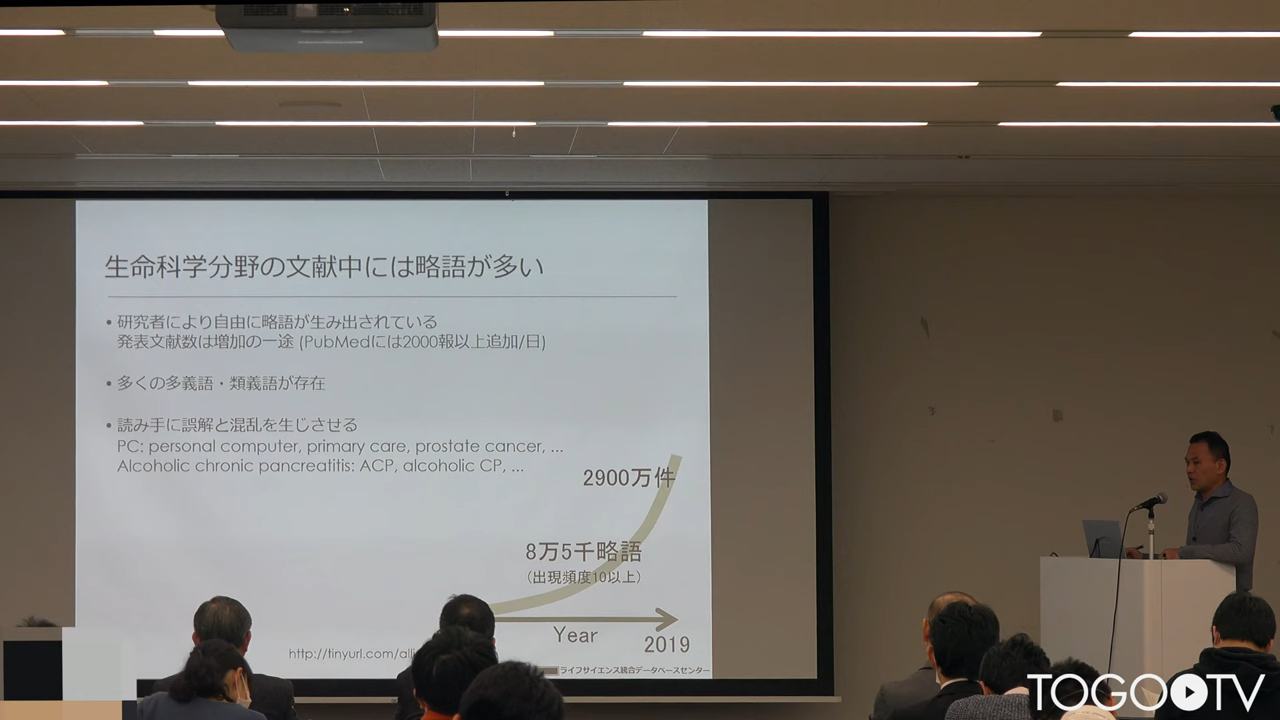 生命科学分野の文献中には略語が多い
• 研究者により自由に略語が生み出されている
発表文献数は増加の一途 (PubMedには2000報以上追加/日)
• 多くの多義語・類義語が存在
• 読み手に誤解と混乱を生じさせる
PC: personal computer, primary care, prostate cancer, ...
Alcoholic chronic pancreatitis: ACP, alcoholic CP, ...
2900万件
8万5千略語
(出現頻度10以上)
Year
2019
http://tinyurl.com/alli
ライフサイエンス統合データベースセンター
TOGOTV